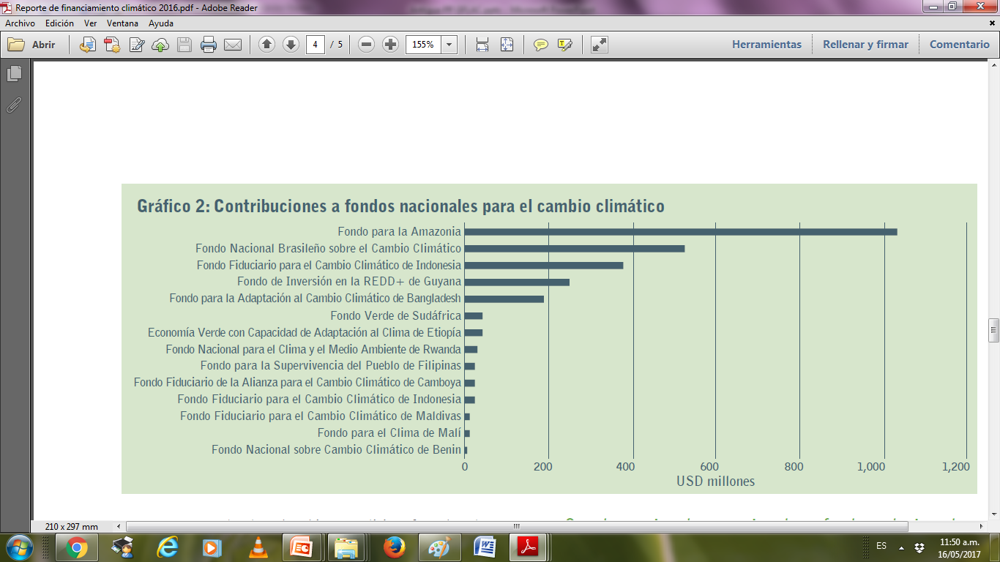 Reporte de financiamiento climático 2016.pdf - Adobe Reader
Archivo Edición Ver Ventana Ayuda
Abrir 4 / 5 155% Herramientas Rellenar y firmar Comentario
Gráfico 2: Contribuciones a fondos nacionales para el cambio climático
Fondo para la Amazonia
Fondo Nacional Brasileño sobre el Cambio Climático
Fondo Fiduciario para el Cambio Climático de Indonesia
Fondo de Inversión en la REDD+ de Guyana
Fondo para la Adaptación al Cambio Climático de Bangladesh
Fondo Verde de Sudáfrica
Economía Verde con Capacidad de Adaptación al Clima de Etiopía
Fondo Nacional para el Clima y el Medio Ambiente de Rwanda
Fondo para la Supervivencia del Pueblo de Filipinas
Fondo Fiduciario de la Alianza para el Cambio Climático de Camboya
Fondo Fiduciario para el Cambio Climático de Indonesia
Fondo Fiduciario para el Cambio Climático de Maldivas
Fondo para el Clima de Malí
Fondo Nacional sobre Cambio Climático de Benin
0 200 400 600 800 1,000 1,200
USD millones
210 x 297 mm
ES 11:50 a.m.
16/05/2017